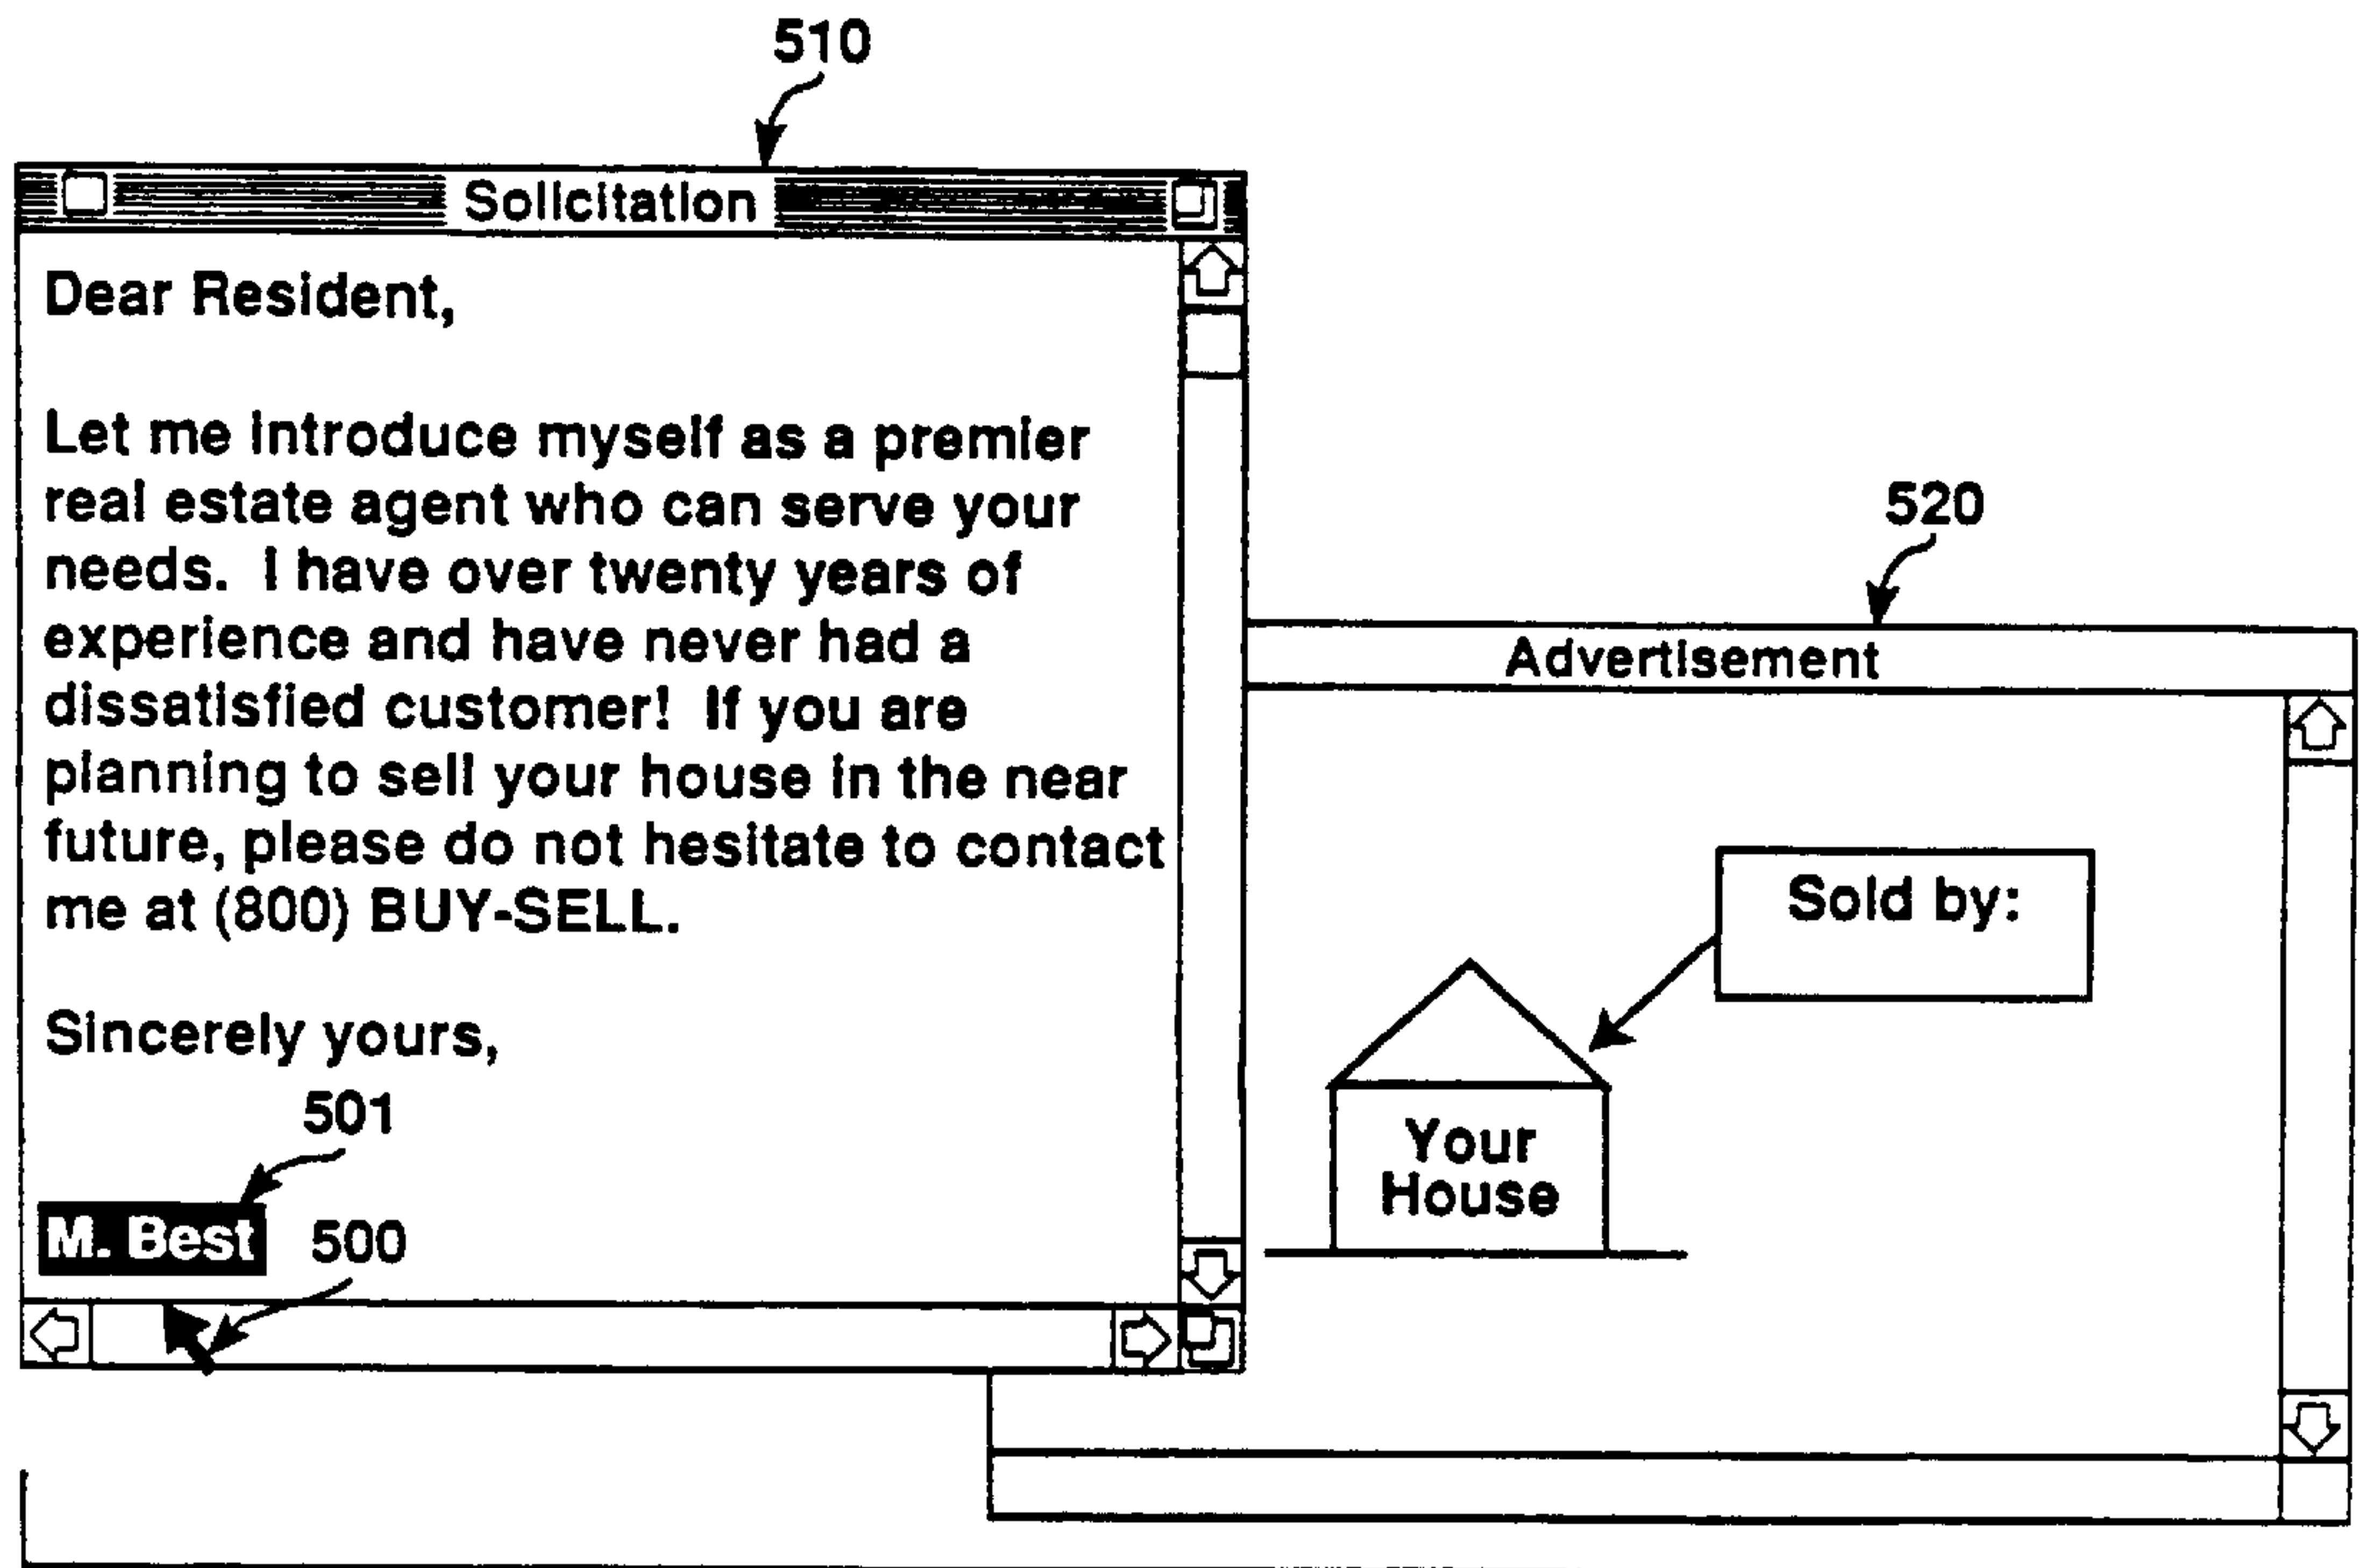 510
Solicitation
Dear Resident,
Let me introduce myself as a premier
real estate agent who can serve your
needs. I have over twenty years of
experience and have never had a
dissatisfied customer! If you are
planning to sell your house in the near
future, please do not hesitate to contact
me at (800) BUY-SELL.
Sincerely yours,
501
M. Best
500
520
Advertisement
Sold by:
Your
House